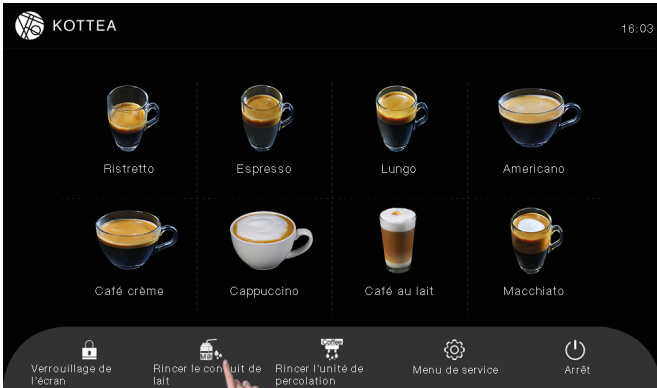 KOTTEA
16:03
Ristretto
Espresso
Lungo
Americano
Café crème
Cappuccino
Café au lait
Macchiato
Milk
Coffee
Verrouillage de
l'écran
Rincer le conduit de
lait
Rincer l'unité de
percolation
Menu de service
Arrêt